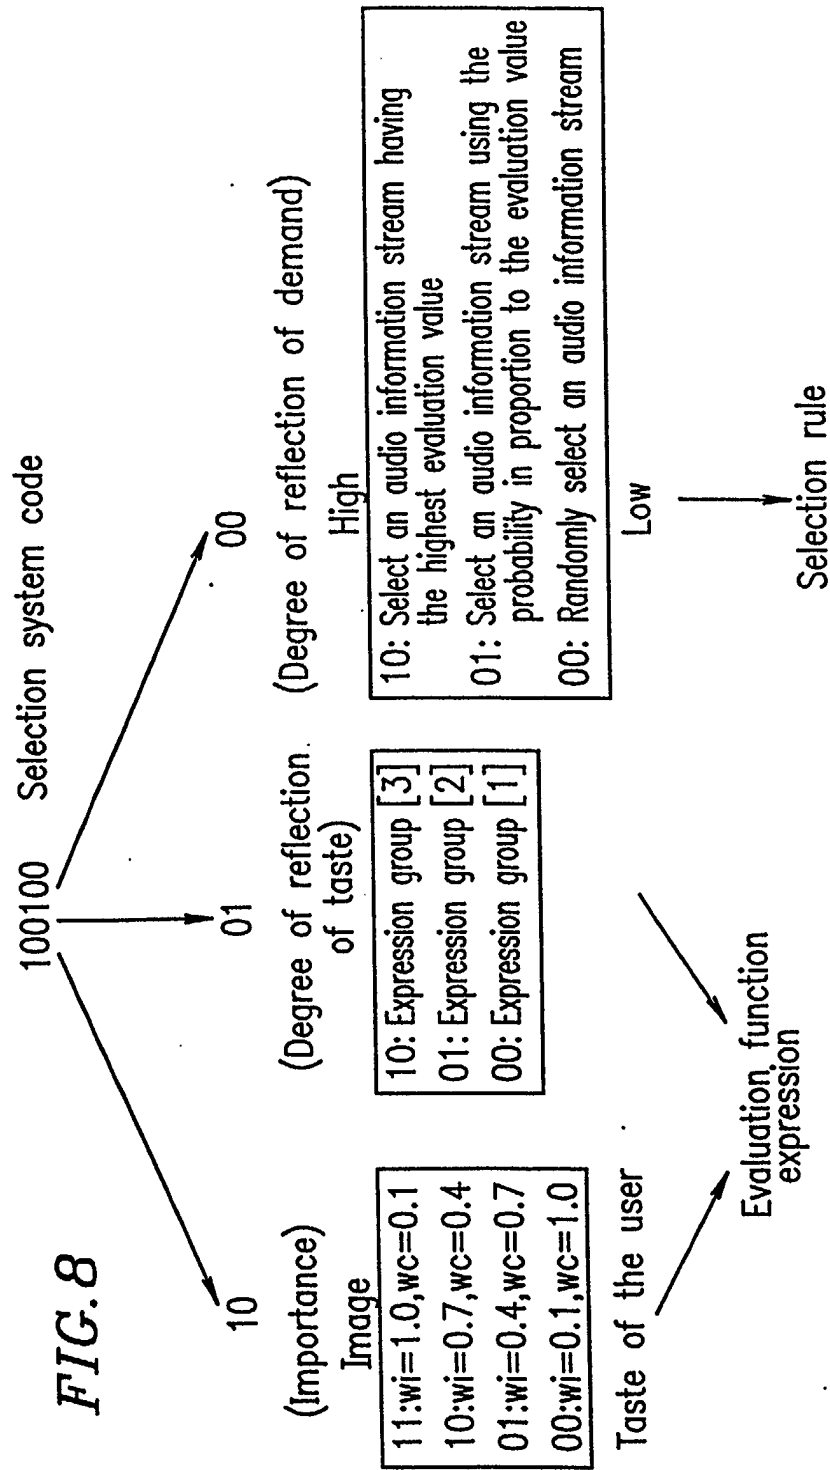 FIG.8
100100 Selection system code
10
(Importance)
Image
11:wi=1.0,wc=0.1
10:wi=0.7,wc=0.4
01:wi=0.4,wc=0.7
00:wi=0.1,wc=1.0
Taste of the user
01
(Degree of reflection
of taste)
10: Expression group [3]
01: Expression group [2]
00: Expression group [1]
Evaluation function
expression
00
(Degree of reflection of demand)
High
10: Select an audio information stream having
the highest evaluation value
01: Select an audio information stream using the
probability in proportion to the evaluation value
00: Randomly select an audio information stream
Low
Selection rule